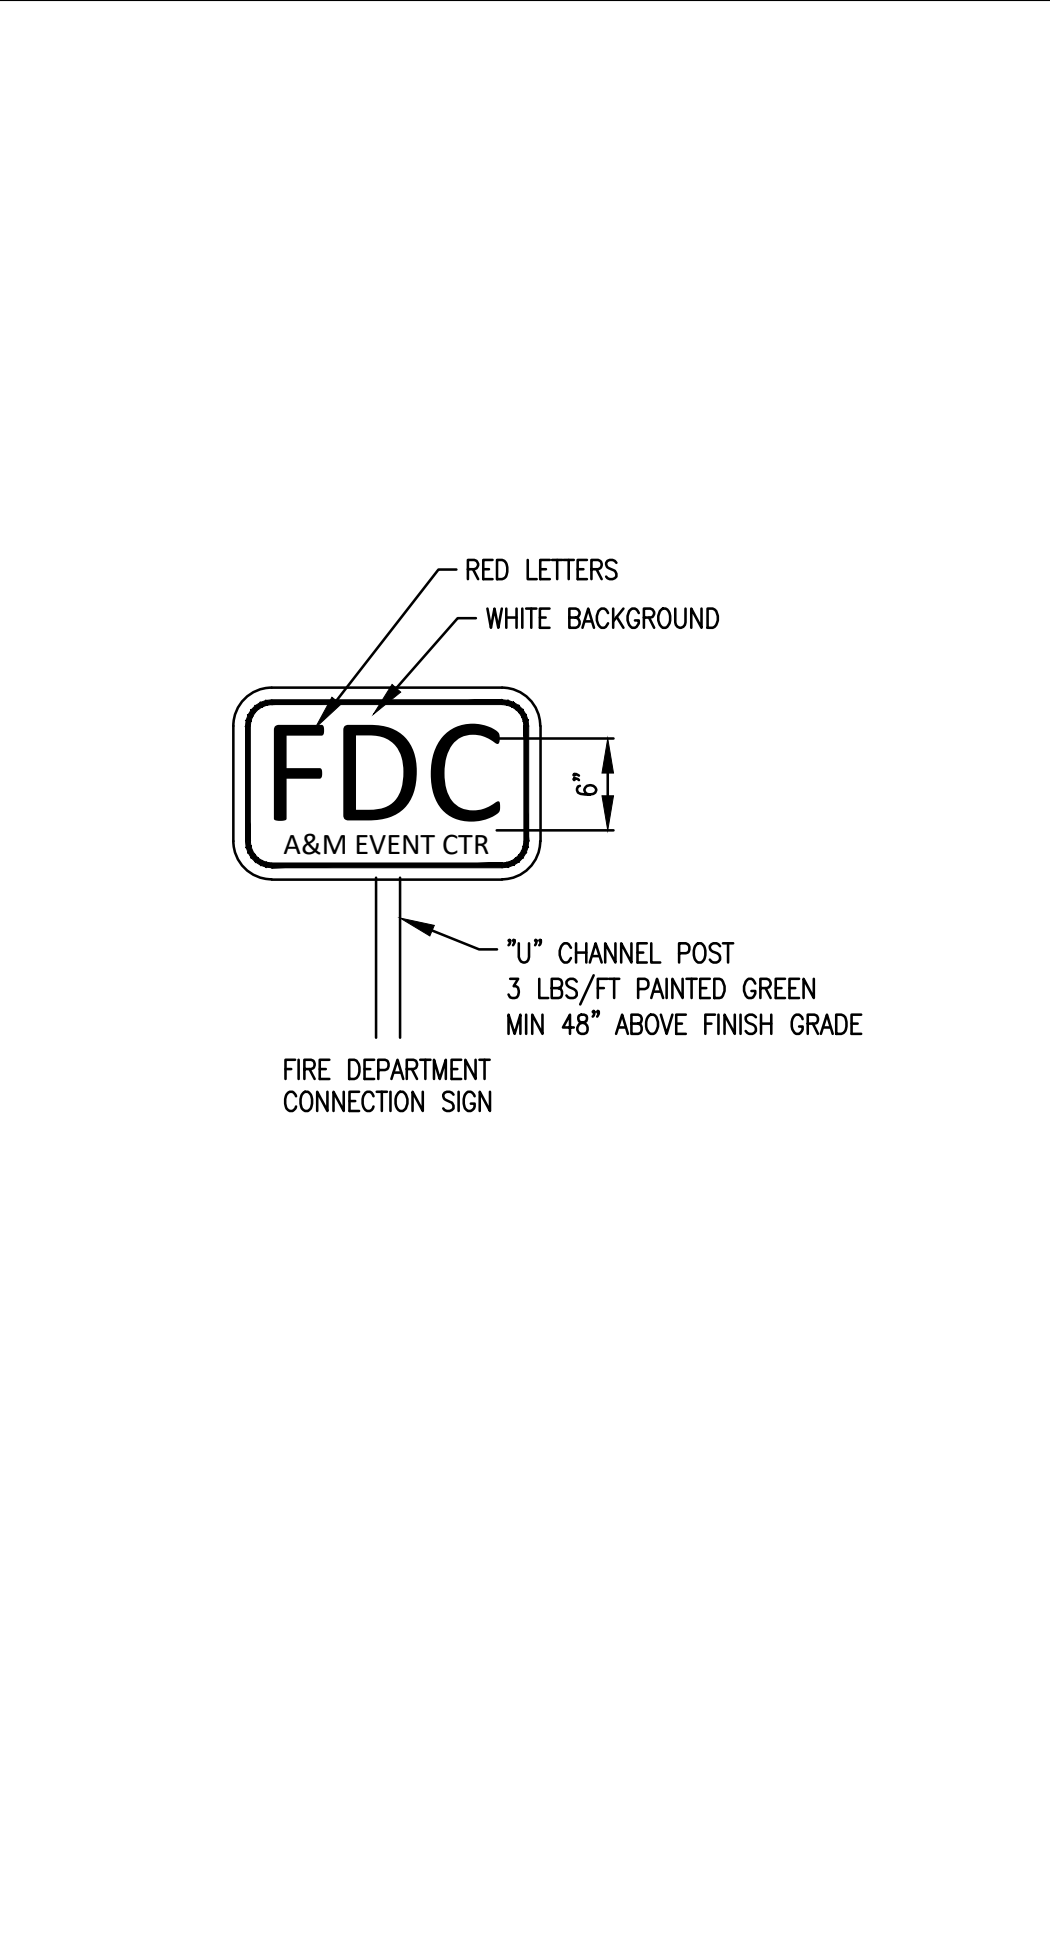 RED LETTERS
WHITE BACKGROUND
FDC
6"
A&M EVENT CTR
"U" CHANNEL POST
3 LBS/FT PAINTED GREEN
MIN 48" ABOVE FINISH GRADE
FIRE DEPARTMENT
CONNECTION SIGN